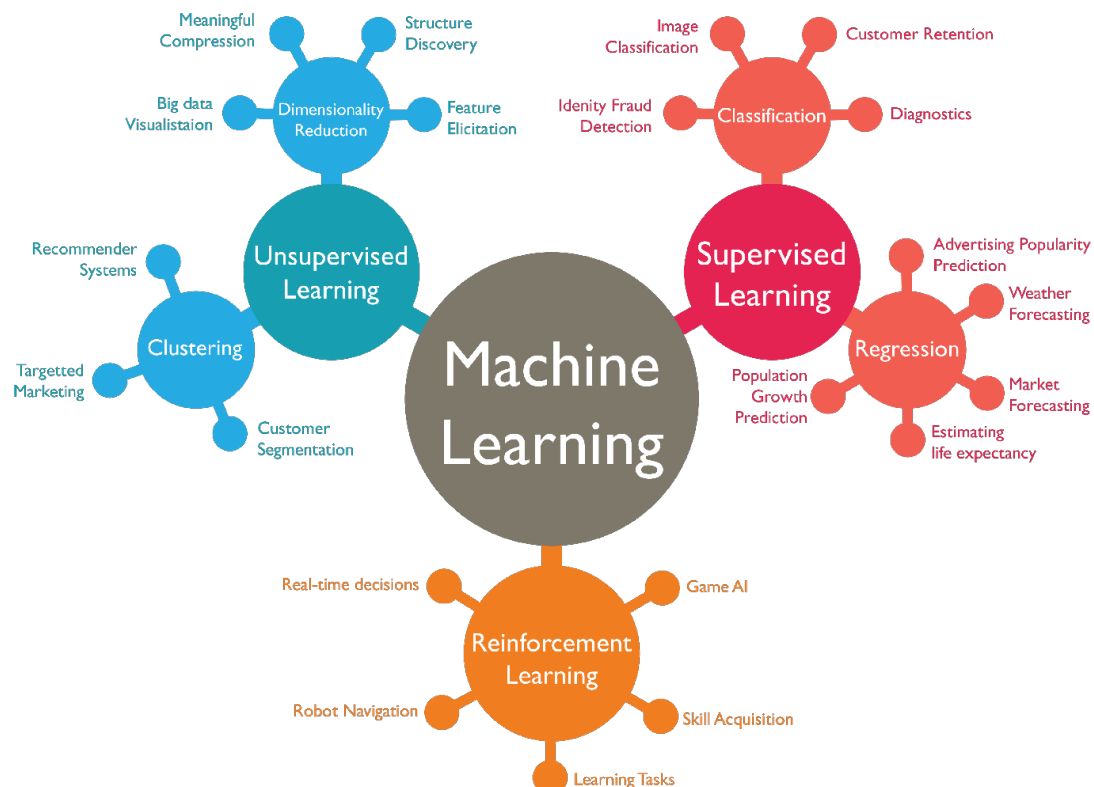 Meaningful
Compression
Structure
Discovery
Big data
Visualistaion
Dimensionality
Reduction
Feature
Elicitation
Image
Classification
Customer Retention
Idenity Fraud
Detection
Classification
Diagnostics
Recommender
Systems
Unsupervised
Learning
Clustering
Targetted
Marketing
Customer
Segmentation
Machine
Learning
Supervised
Learning
Advertising Popularity
Prediction
Weather
Forecasting
Regression
Population
Growth
Prediction
Market
Forecasting
Estimating
life expectancy
Real-time decisions
Game AI
Reinforcement
Learning
Robot Navigation
Skill Acquisition
Learning Tasks